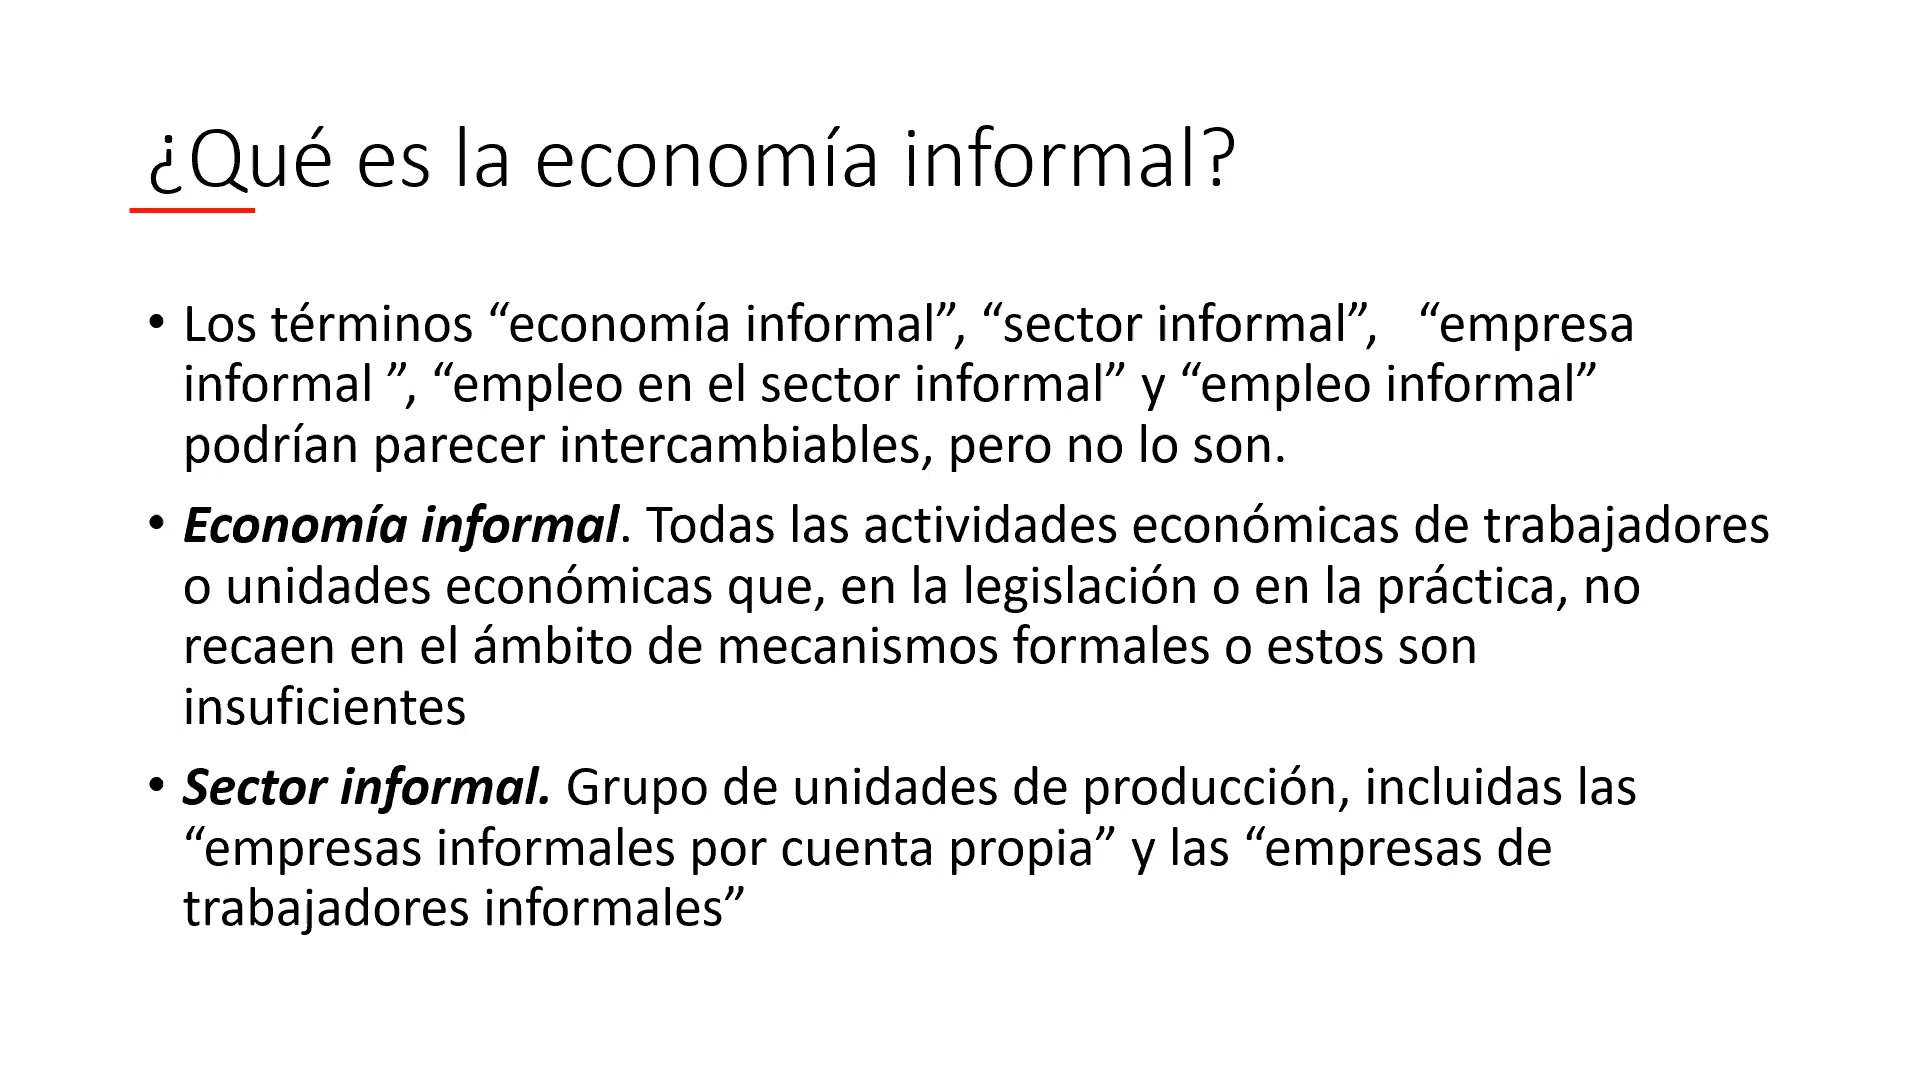 ¿Qué es la economía informal?
• Los términos “economía informal”, “sector informal”,   “empresa
informal ”, “empleo en el sector informal” y “empleo informal”
podrían parecer intercambiables, pero no lo son.
• Economía informal. Todas las actividades económicas de trabajadores
o unidades económicas que, en la legislación o en la práctica, no
recaen en el ámbito de mecanismos formales o estos son
insuficientes
• Sector informal. Grupo de unidades de producción, incluidas las
“empresas informales por cuenta propia” y las “empresas de
trabajadores informales”